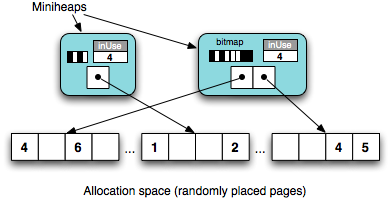 Miniheaps
inUse
4
bitmap
inUse
4
4 6 ... 1 2 ... 4 5
Allocation space (randomly placed pages)